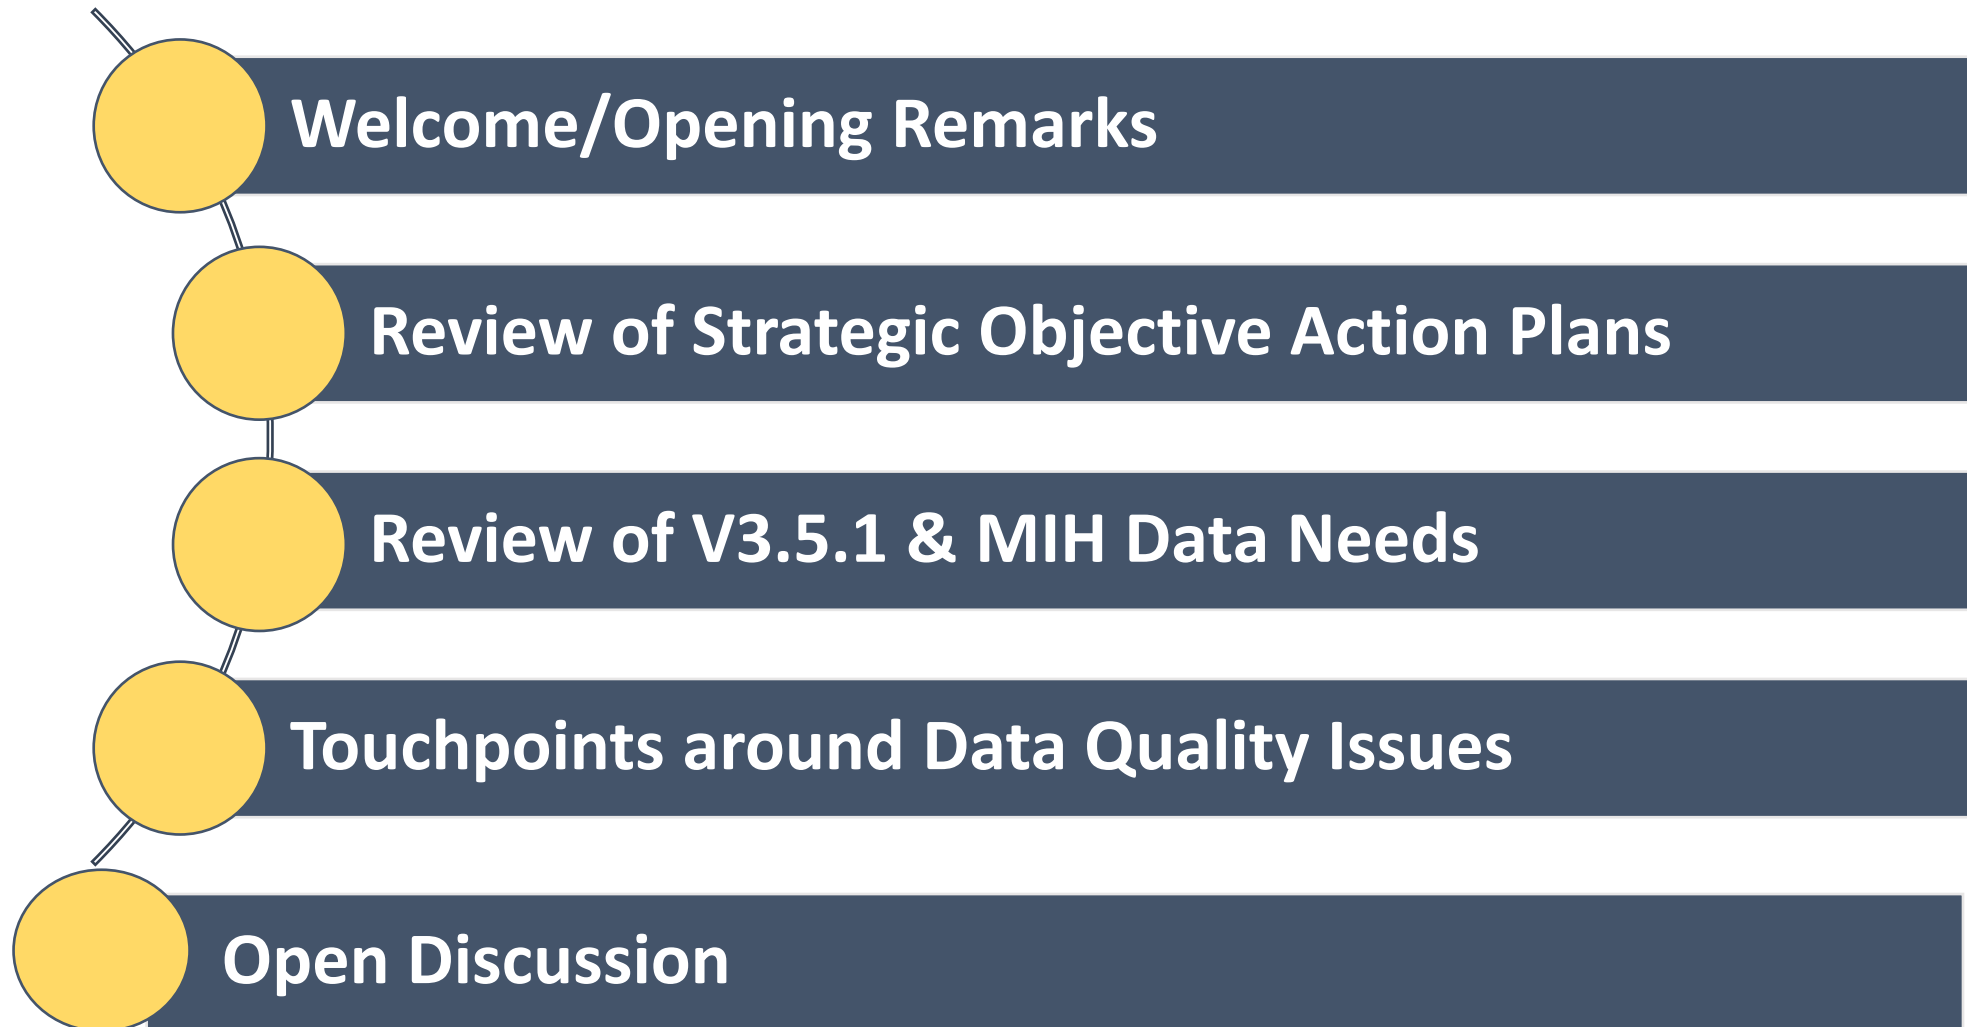 Welcome/Opening Remarks
Review of Strategic Objective Action Plans
Review of V3.5.1 & MIH Data Needs
Touchpoints around Data Quality Issues
Open Discussion